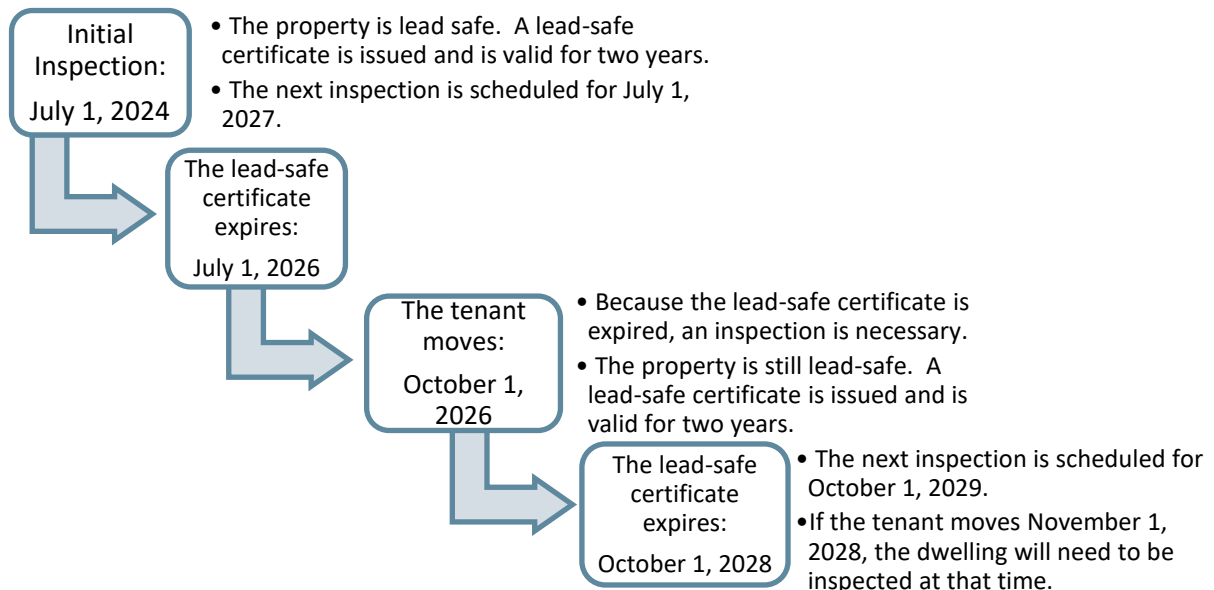 Initial
Inspection:
July 1, 2024
• The property is lead safe.  A lead-safe
certificate is issued and is valid for two years.
• The next inspection is scheduled for July 1,
2027.
The lead-safe
certificate
expires:
July 1, 2026
The tenant
moves:
October 1,
2026
• Because the lead-safe certificate is
expired, an inspection is necessary.
• The property is still lead-safe.  A
lead-safe certificate is issued and is
valid for two years.
The lead-safe
certificate
expires:
October 1, 2028
• The next inspection is scheduled for
October 1, 2029.
•If the tenant moves November 1,
2028, the dwelling will need to be
inspected at that time.